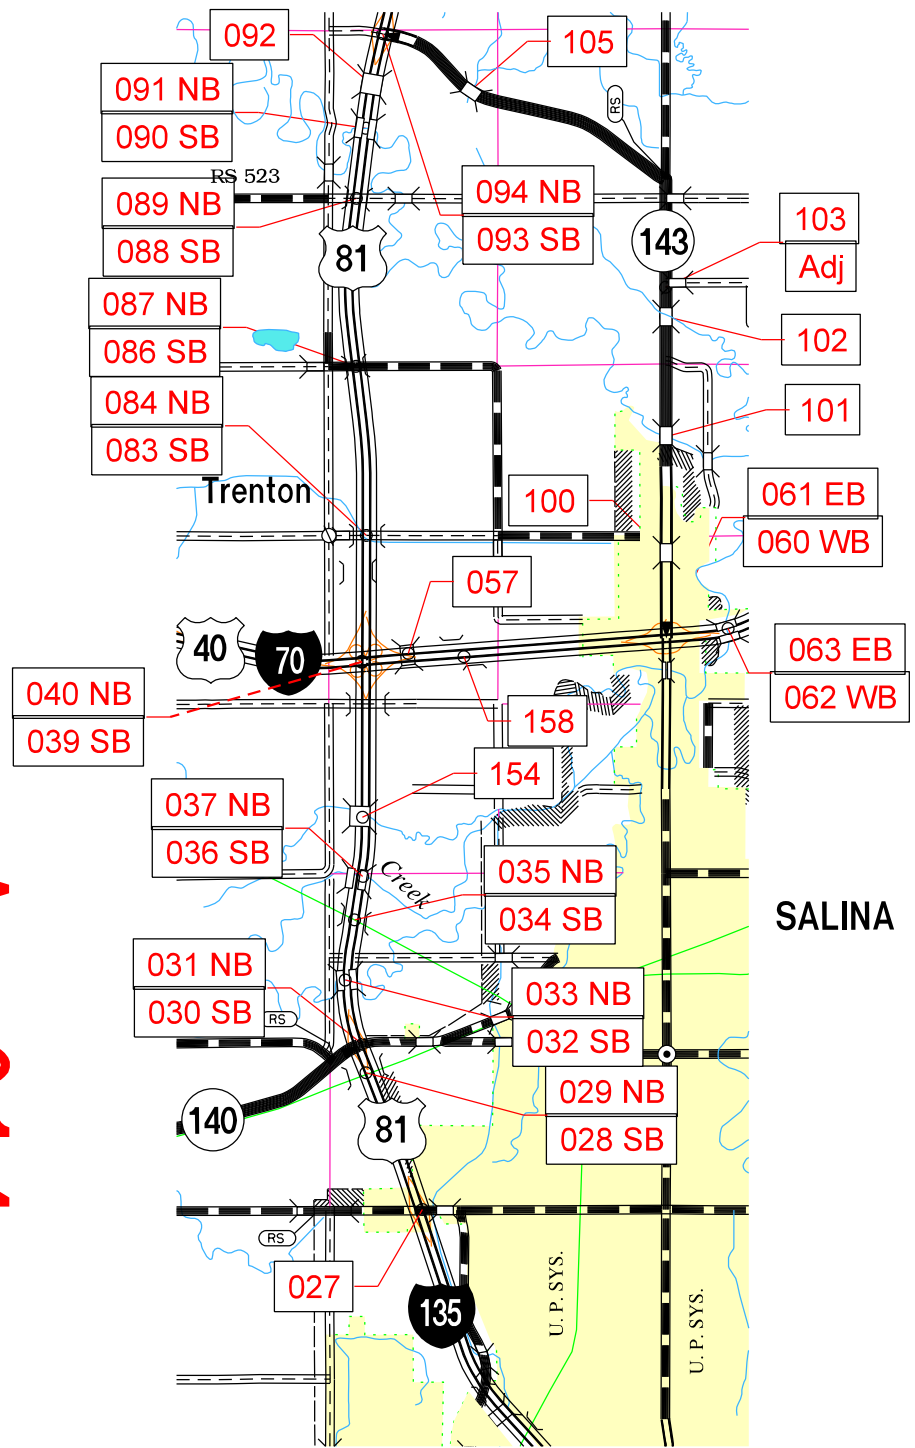 092
105
091 NB
090 SB
RS
RS 523
089 NB
088 SB
094 NB
093 SB
103
Adj
143
81
087 NB
086 SB
102
084 NB
083 SB
101
Trenton
100
061 EB
060 WB
057
40
70
063 EB
062 WB
040 NB
039 SB
158
154
037 NB
036 SB
Creek
035 NB
034 SB
SALINA
031 NB
030 SB
033 NB
032 SB
RS
029 NB
028 SB
140
81
RS
027
135
U. P. SYS.
U. P. SYS.